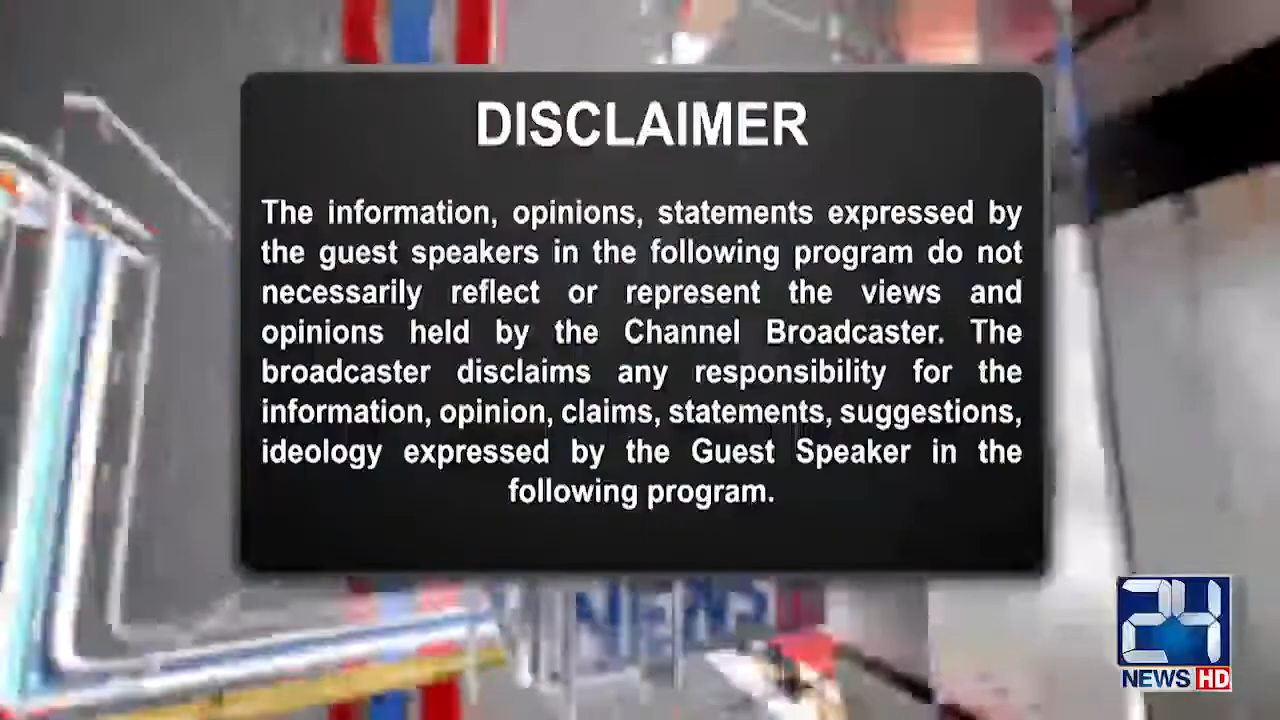 DISCLAIMER
The information, opinions, statements expressed by
the guest speakers in the following program do not
necessarily reflect or represent the views and
opinions held by the Channel Broadcaster. The
broadcaster disclaims any responsibility for the
information, opinion, claims, statements, suggestions,
ideology expressed by the Guest Speaker in the
following program.
NEWS
24
NEWS HD